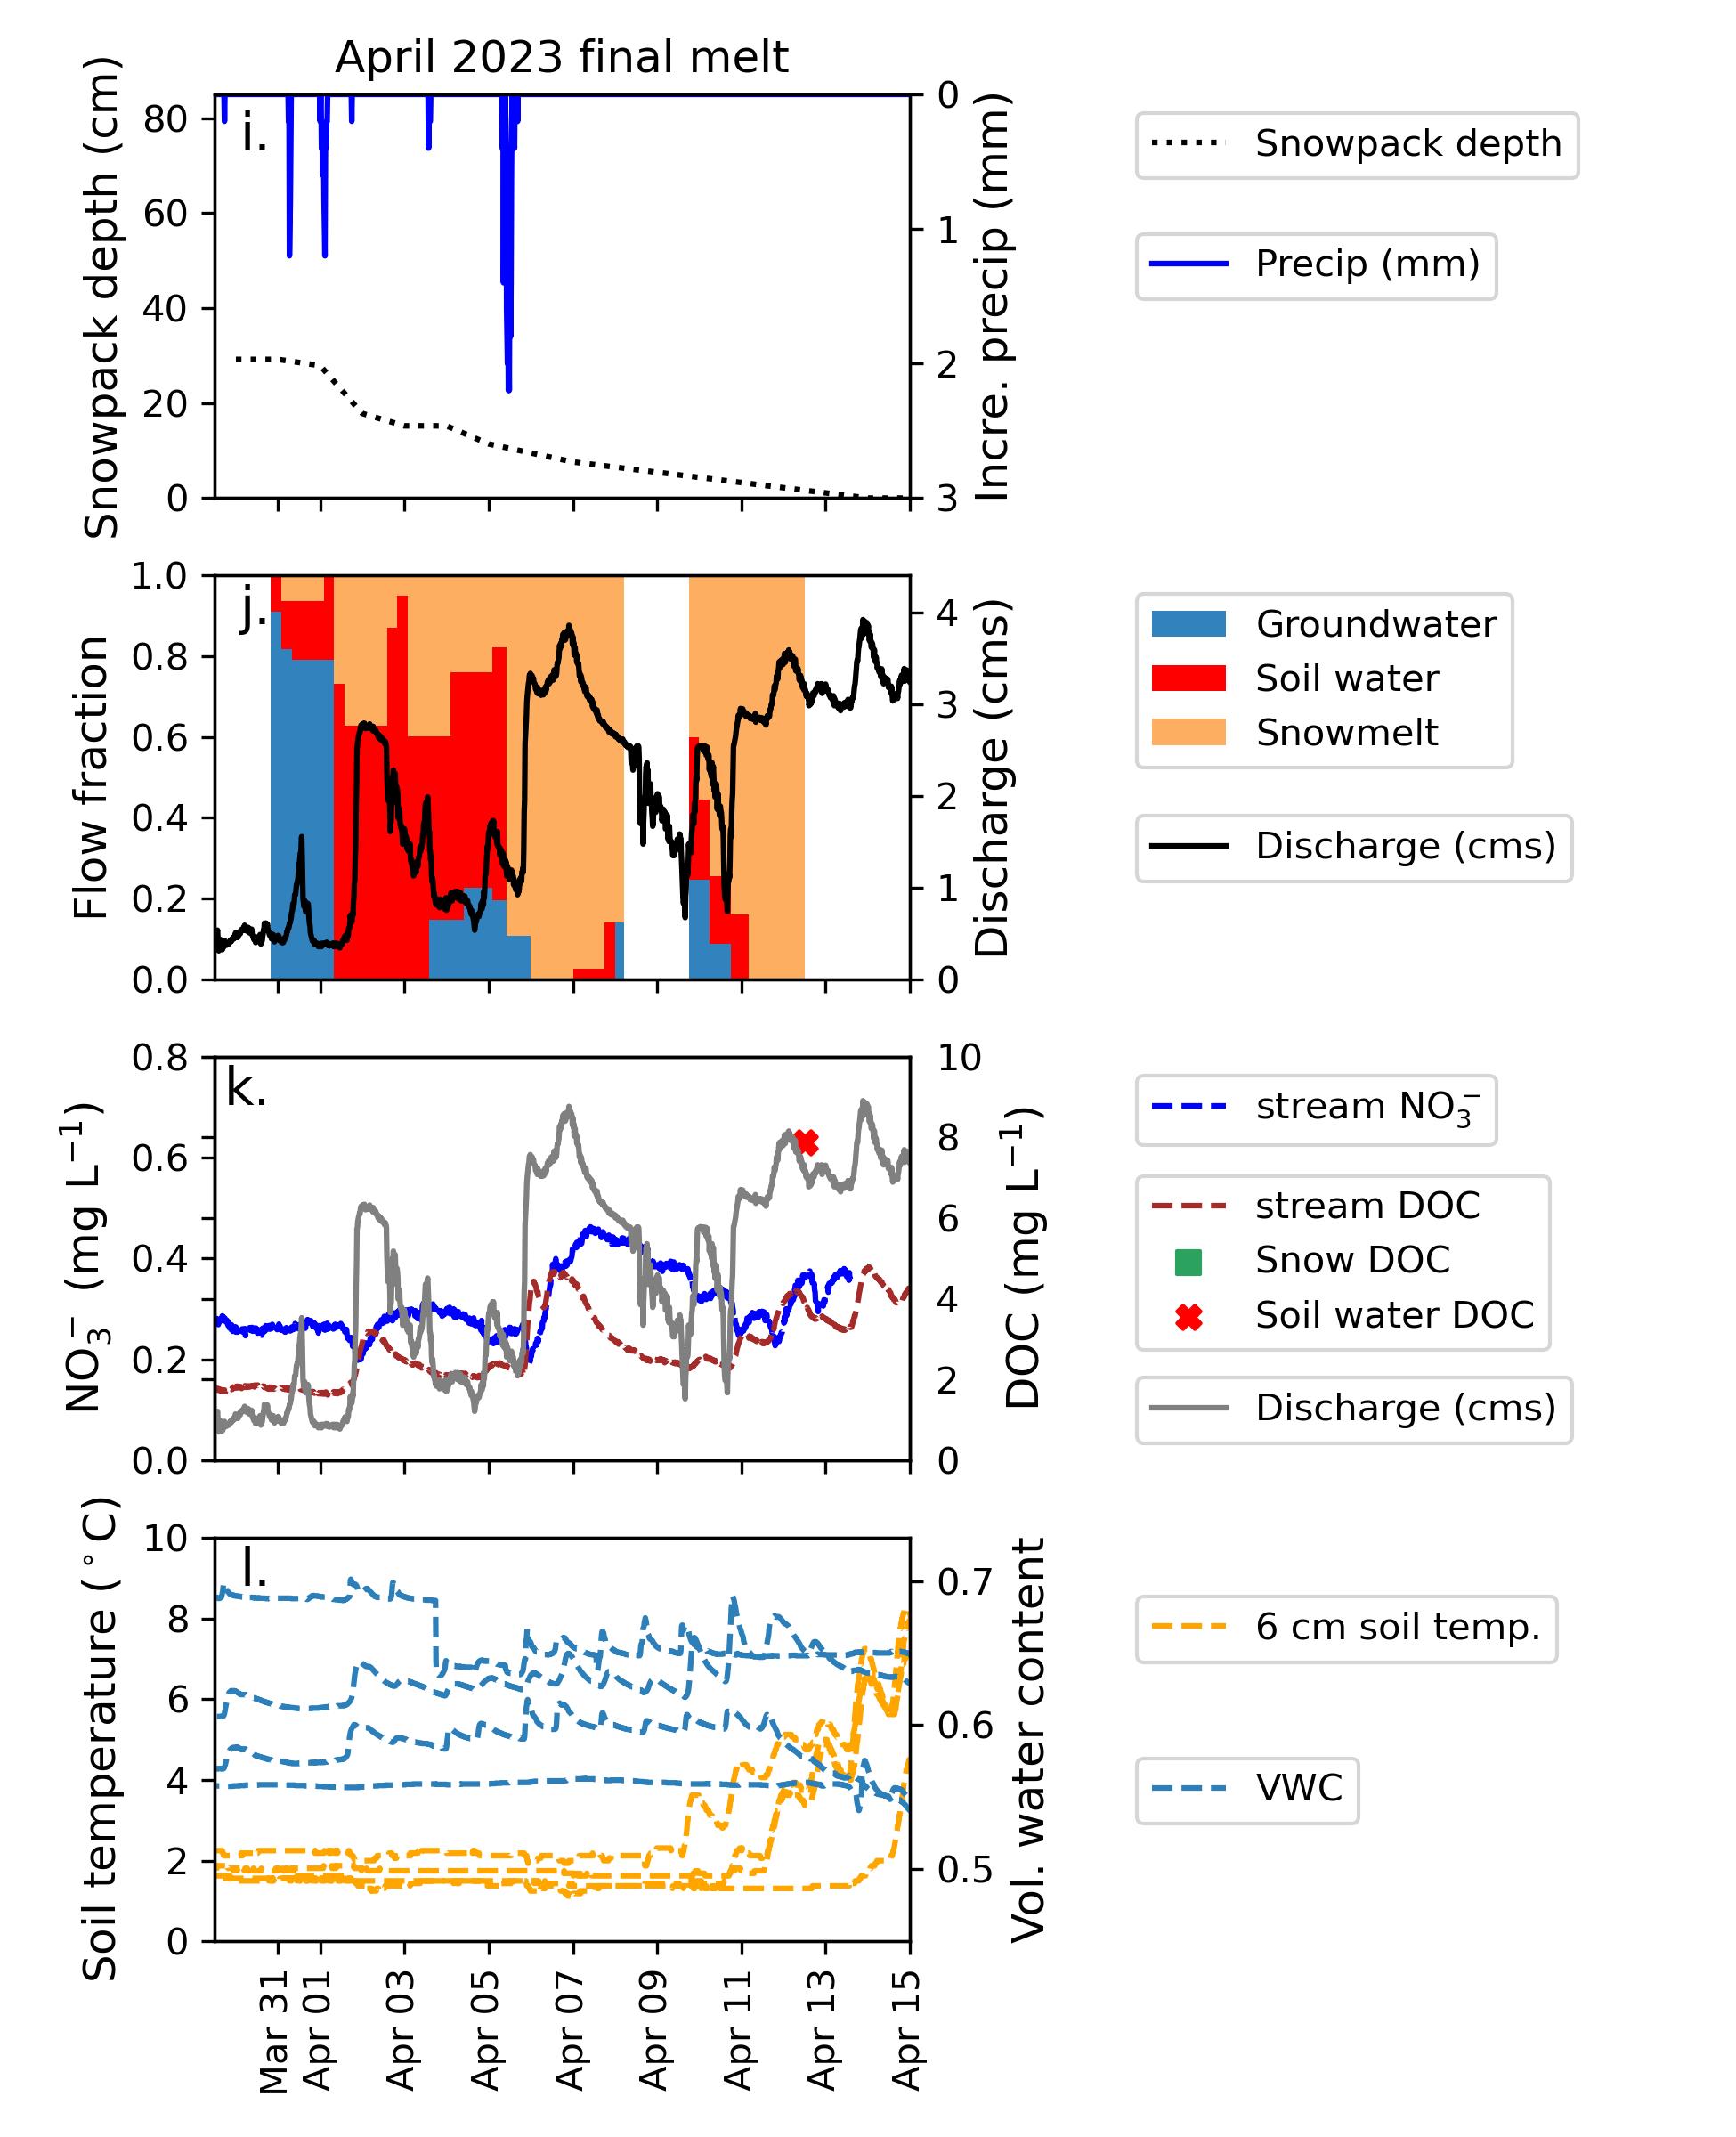 April 2023 final melt
Snowpack depth (cm)
80
60
40
20
0
i.
0
1
2
3
Incre. precip (mm)
Snowpack depth
Precip (mm)
Flow fraction
1.0
0.8
0.6
0.4
0.2
0.0
j.
4
3
2
1
0
Discharge (cms)
Groundwater
Soil water
Snowmelt
Discharge (cms)
NO₃⁻ (mg L⁻¹)
0.8
0.6
0.4
0.2
0.0
k.
10
8
6
4
2
0
DOC (mg L⁻¹)
stream NO₃⁻
stream DOC
Snow DOC
Soil water DOC
Discharge (cms)
Soil temperature (°C)
10
8
6
4
2
0
l.
0.7
0.6
0.5
Vol. water content
6 cm soil temp.
VWC
Mar 31
Apr 01
Apr 03
Apr 05
Apr 07
Apr 09
Apr 11
Apr 13
Apr 15